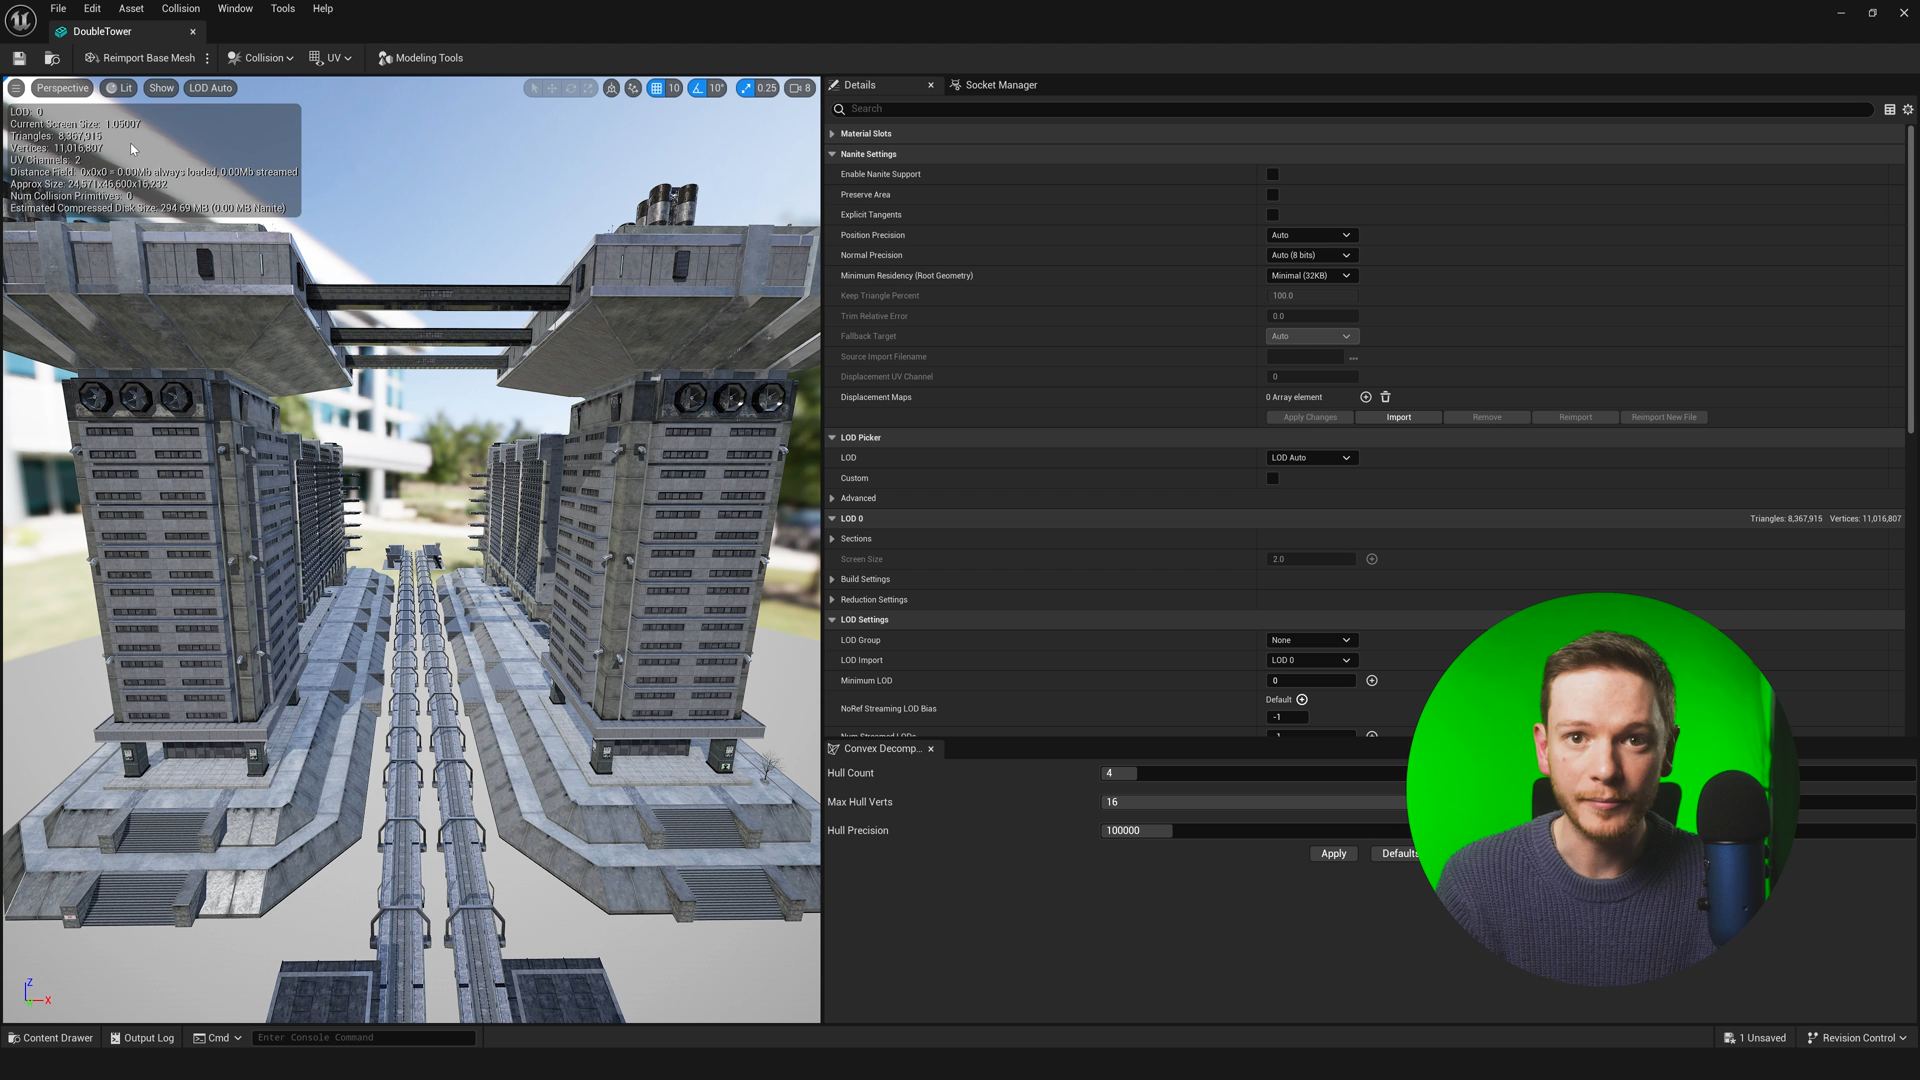 File Edit Asset Collision Window Tools Help
DoubleTower
Reimport Base Mesh Collision UV Modeling Tools
Perspective Lit Show LOD Auto 10 10° 0.25 8
LOD: 0
Current Screen Size: 1.05007
Triangles: 8,367,915
Vertices: 11,016,807
UV Channels: 2
Distance Field: 0x0x0 = 0.00Mb always loaded, 0.00Mb streamed
Approx Size: 24,571x46,600x16,232
Num Collision Primitives: 0
Estimated Compressed Disk Size: 294.69 MB (0.00 MB Nanite)
Z
X
Details Socket Manager
Search
Material Slots
Nanite Settings
Enable Nanite Support
Preserve Area
Explicit Tangents
Position Precision Auto
Normal Precision Auto (8 bits)
Minimum Residency (Root Geometry) Minimal (32KB)
Keep Triangle Percent 100.0
Trim Relative Error 0.0
Fallback Target Auto
Source Import Filename
Displacement UV Channel 0
Displacement Maps 0 Array element
Apply Changes Import Remove Reimport Reimport New File
LOD Picker
LOD LOD Auto
Custom
Advanced
LOD 0 Triangles: 8,367,915 Vertices: 11,016,807
Sections
Screen Size 2.0
Build Settings
Reduction Settings
LOD Settings
LOD Group None
LOD Import LOD 0
Minimum LOD 0
Default
NoRef Streaming LOD Bias
-1
Num Streamed LODs -1
Convex Decomp...
Hull Count 4
Max Hull Verts 16
Hull Precision 100000
Apply Defaults
Content Drawer Output Log Cmd Enter Console Command 1 Unsaved Revision Control